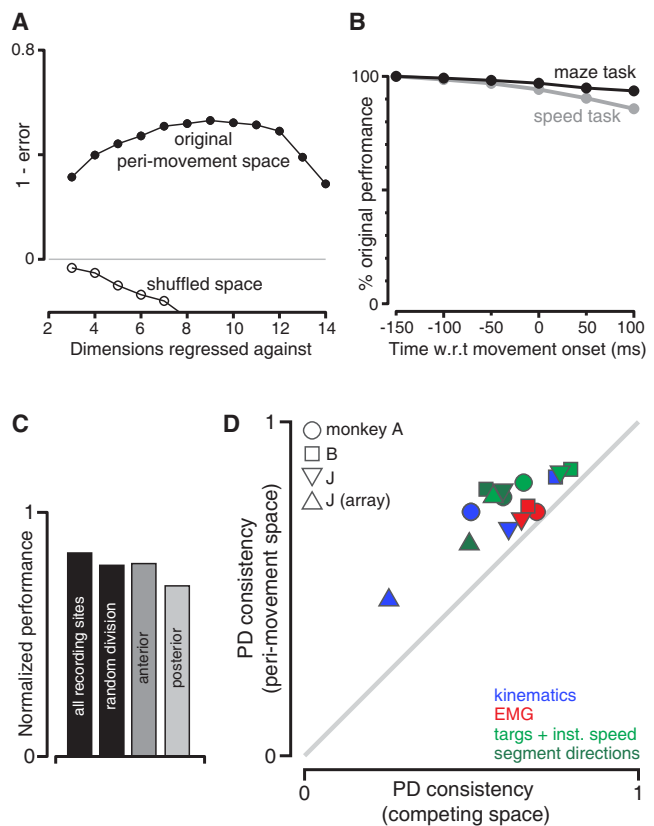 A
0.8
1 - error
0
original
peri-movement space
shuffled space
2 4 6 8 10 12 14
Dimensions regressed against
B
100
% original perfromance
0
maze task
speed task
-150 -100 -50 0 50 100
Time w.r.t movement onset (ms)
C
1
Normalized performance
0
all recording sites
random division
anterior
posterior
D
1
PD consistency
(peri-movement space)
0
monkey A
B
J
J (array)
kinematics
EMG
targs + inst. speed
segment directions
0 1
PD consistency
(competing space)